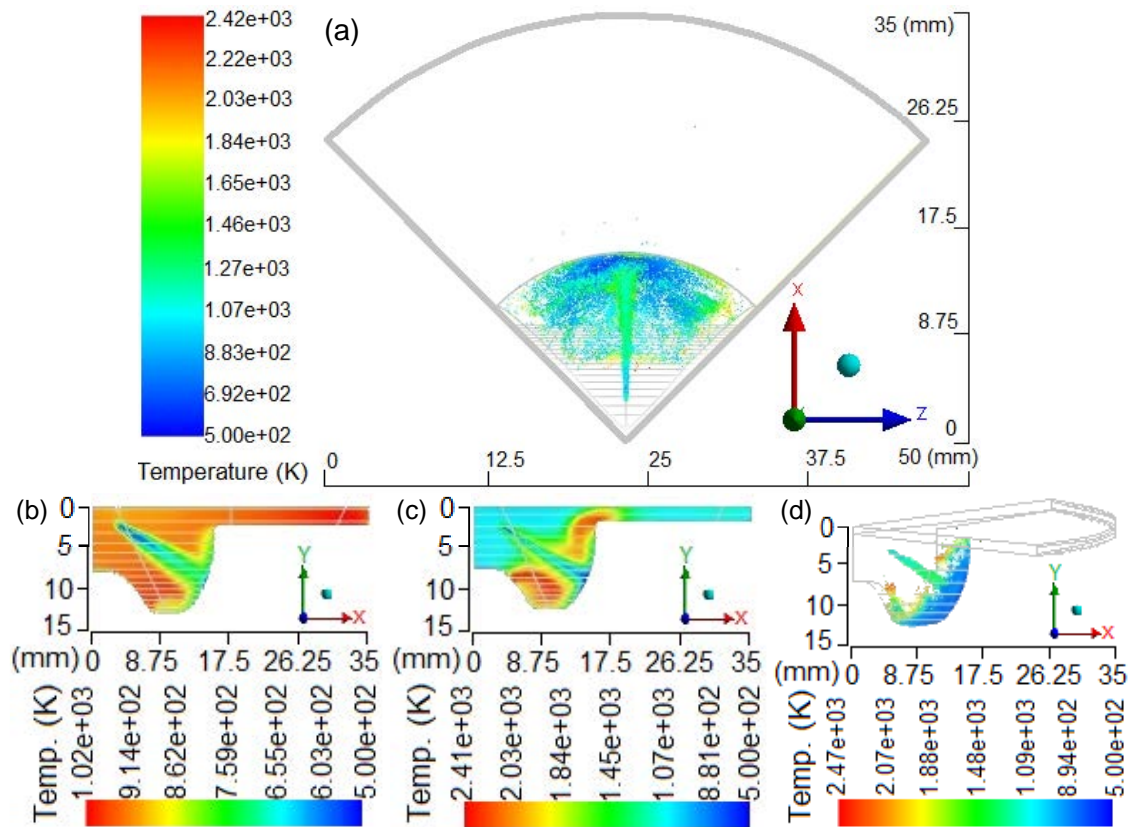 (a)
2.42e+03
2.22e+03
2.03e+03
1.84e+03
1.65e+03
1.45e+03
1.27e+03
1.07e+03
8.83e+02
6.92e+02
5.00e+02
Temperature (K)
35 (mm)
26.25
17.5
8.75
0
0
12.5
25
37.5
50 (mm)
X
Z
(b)
0
5
10
15
(mm)
0
8.75
17.5
26.25
35
Y
X
Temp. (K)
1.02e+03
9.14e+02
8.62e+02
7.59e+02
6.55e+02
6.03e+02
5.00e+02
(c)
0
5
10
15
(mm)
0
8.75
17.5
26.25
35
Y
X
Temp. (K)
2.41e+03
2.03e+03
1.84e+03
1.45e+03
1.07e+03
8.81e+02
5.00e+02
(d)
0
5
10
15
(mm)
0
8.75
17.5
26.25
35
Y
X
Temp. (K)
2.47e+03
2.07e+03
1.88e+03
1.48e+03
1.09e+03
8.94e+02
5.00e+02